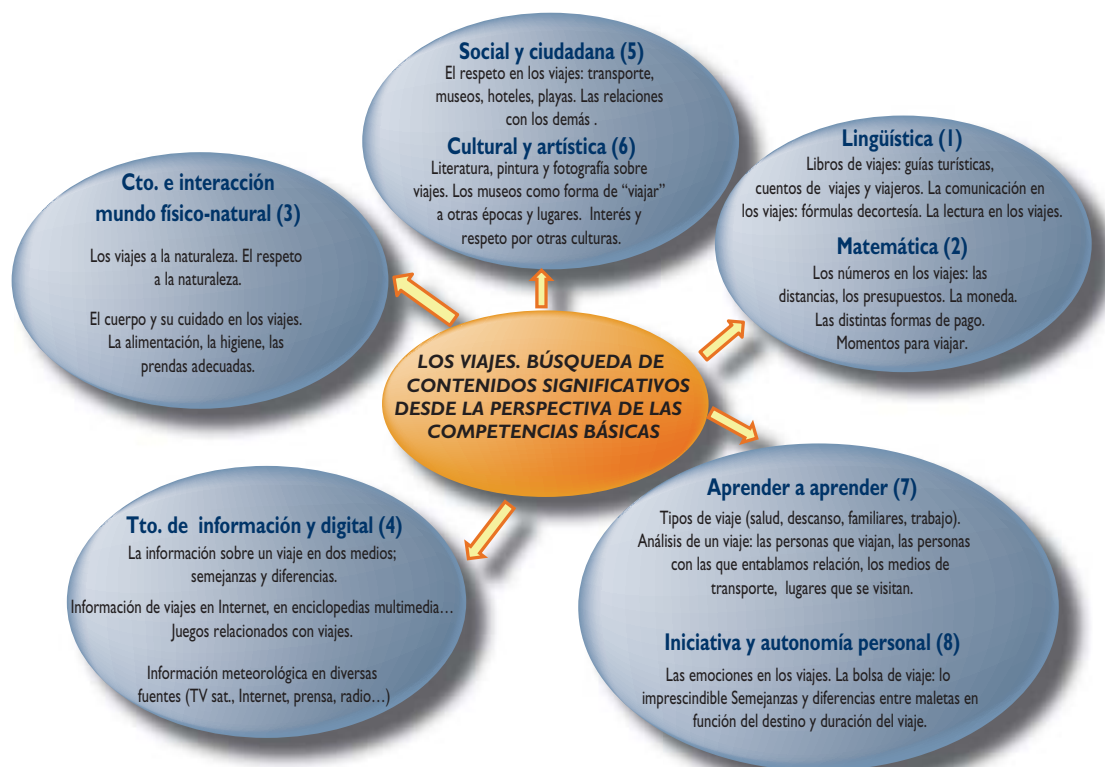 Social y ciudadana (5)
El respeto en los viajes: transporte,
museos, hoteles, playas. Las relaciones
con los demás .
Cultural y artística (6)
Literatura, pintura y fotografía sobre
viajes. Los museos como forma de “viajar”
a otras épocas y lugares. Interés y
respeto por otras culturas.
Lingüística (1)
Libros de viajes: guías turísticas,
cuentos de viajes y viajeros. La comunicación en
los viajes: fórmulas decortesía. La lectura en los viajes.
Matemática (2)
Los números en los viajes: las
distancias, los presupuestos. La moneda.
Las distintas formas de pago.
Momentos para viajar.
Cto. e interacción
mundo físico-natural (3)
Los viajes a la naturaleza. El respeto
a la naturaleza.
El cuerpo y su cuidado en los viajes.
La alimentación, la higiene, las
prendas adecuadas.
LOS VIAJES. BÚSQUEDA DE
CONTENIDOS SIGNIFICATIVOS
DESDE LA PERSPECTIVA DE LAS
COMPETENCIAS BÁSICAS
Tto. de información y digital (4)
La información sobre un viaje en dos medios;
semejanzas y diferencias.
Información de viajes en Internet, en enciclopedias multimedia…
Juegos relacionados con viajes.
Información meteorológica en diversas
fuentes (TV sat., Internet, prensa, radio…)
Aprender a aprender (7)
Tipos de viaje (salud, descanso, familiares, trabajo).
Análisis de un viaje: las personas que viajan, las personas
con las que entablamos relación, los medios de
transporte, lugares que se visitan.
Iniciativa y autonomía personal (8)
Las emociones en los viajes. La bolsa de viaje: lo
imprescindible Semejanzas y diferencias entre maletas en
función del destino y duración del viaje.